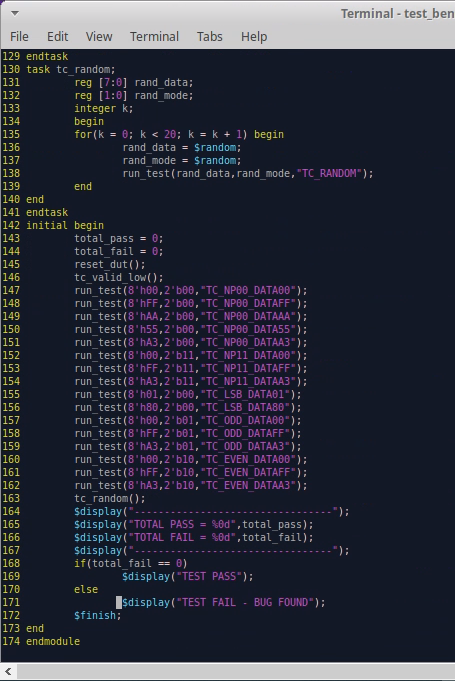 Terminal - test_ben
File Edit View Terminal Tabs Help
129 endtask
130 task tc_random;
131 reg [7:0] rand_data;
132 reg [1:0] rand_mode;
133 integer k;
134 begin
135 for(k = 0; k < 20; k = k + 1) begin
136 rand_data = $random;
137 rand_mode = $random;
138 run_test(rand_data,rand_mode,"TC_RANDOM");
139 end
140 end
141 endtask
142 initial begin
143 total_pass = 0;
144 total_fail = 0;
145 reset_dut();
146 tc_valid_low();
147 run_test(8'h00,2'b00,"TC_NP00_DATA00");
148 run_test(8'hFF,2'b00,"TC_NP00_DATAFF");
149 run_test(8'hAA,2'b00,"TC_NP00_DATAAA");
150 run_test(8'h55,2'b00,"TC_NP00_DATA55");
151 run_test(8'hA3,2'b00,"TC_NP00_DATAA3");
152 run_test(8'h00,2'b11,"TC_NP11_DATA00");
153 run_test(8'hFF,2'b11,"TC_NP11_DATAFF");
154 run_test(8'hA3,2'b11,"TC_NP11_DATAA3");
155 run_test(8'h01,2'b00,"TC_LSB_DATA01");
156 run_test(8'h80,2'b00,"TC_LSB_DATA80");
157 run_test(8'h00,2'b01,"TC_ODD_DATA00");
158 run_test(8'hFF,2'b01,"TC_ODD_DATAFF");
159 run_test(8'hA3,2'b01,"TC_ODD_DATAA3");
160 run_test(8'h00,2'b10,"TC_EVEN_DATA00");
161 run_test(8'hFF,2'b10,"TC_EVEN_DATAFF");
162 run_test(8'hA3,2'b10,"TC_EVEN_DATAA3");
163 tc_random();
164 $display("---------------------------------");
165 $display("TOTAL PASS = %0d",total_pass);
166 $display("TOTAL FAIL = %0d",total_fail);
167 $display("---------------------------------");
168 if(total_fail == 0)
169 $display("TEST PASS");
170 else
171 $display("TEST FAIL - BUG FOUND");
172 $finish;
173 end
174 endmodule